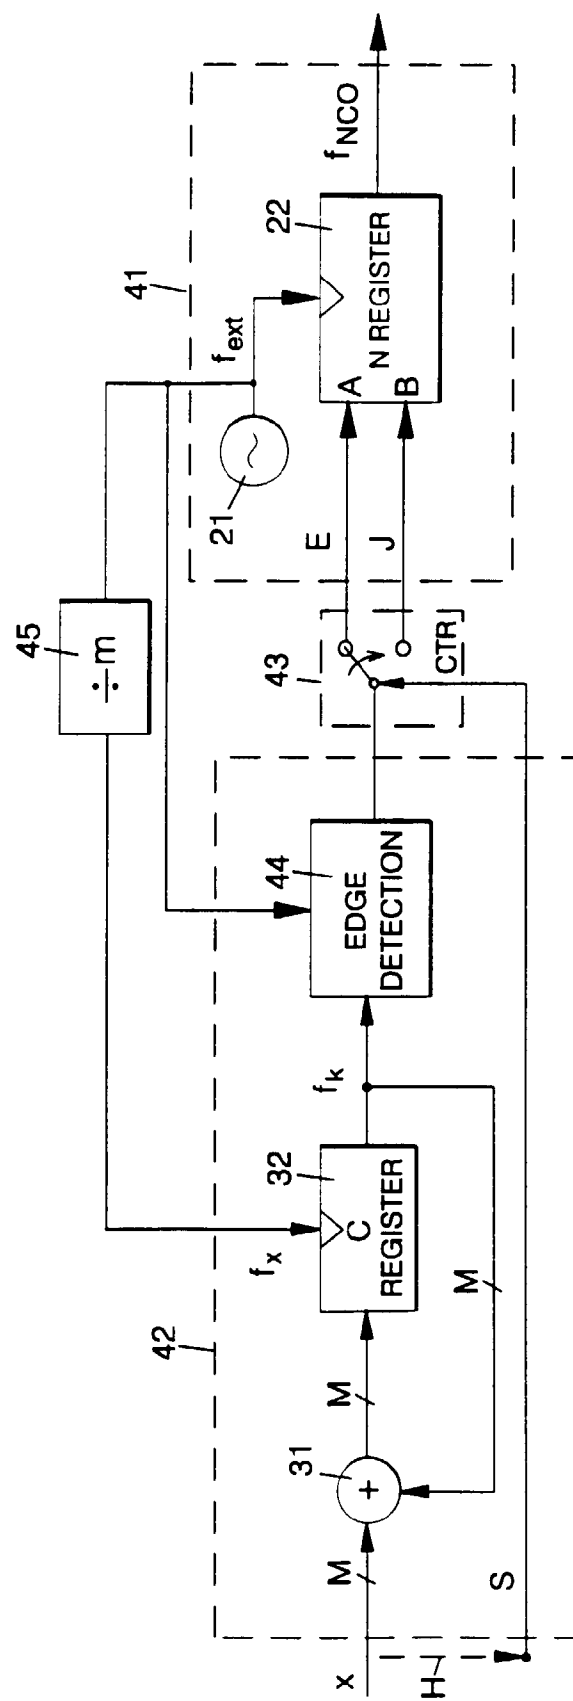 45
÷m
41
f_ext
21
22
N REGISTER
A
B
f_NCO
E
J
43
CTR
42
f_x
44
EDGE
DETECTION
f_k
32
C
REGISTER
M
M
31
+
M
x
H
S